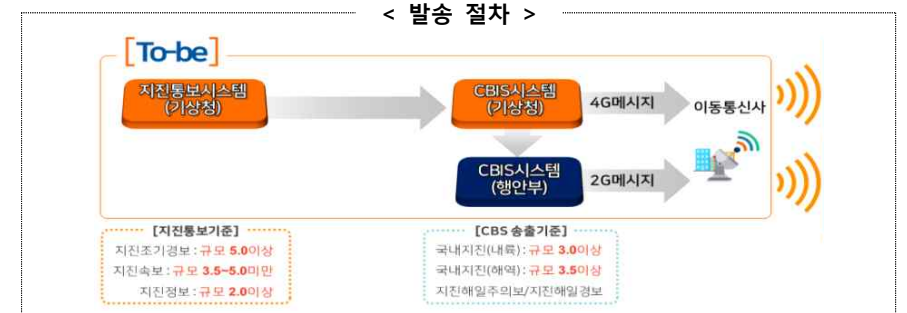 < 발송 절차 >
[To-be]
지진통보시스템
(기상청)
CBIS시스템
(기상청)
4G메시지
이동통신사
CBIS시스템
(행안부)
2G메시지
[지진통보기준]
지진조기경보 : 규모 5.0이상
지진속보 : 규모 3.5~5.0미만
지진정보 : 규모 2.0이상
[CBS 송출기준]
국내지진(내륙) : 규모 3.0이상
국내지진(해역) : 규모 3.5이상
지진해일주의보/지진해일경보